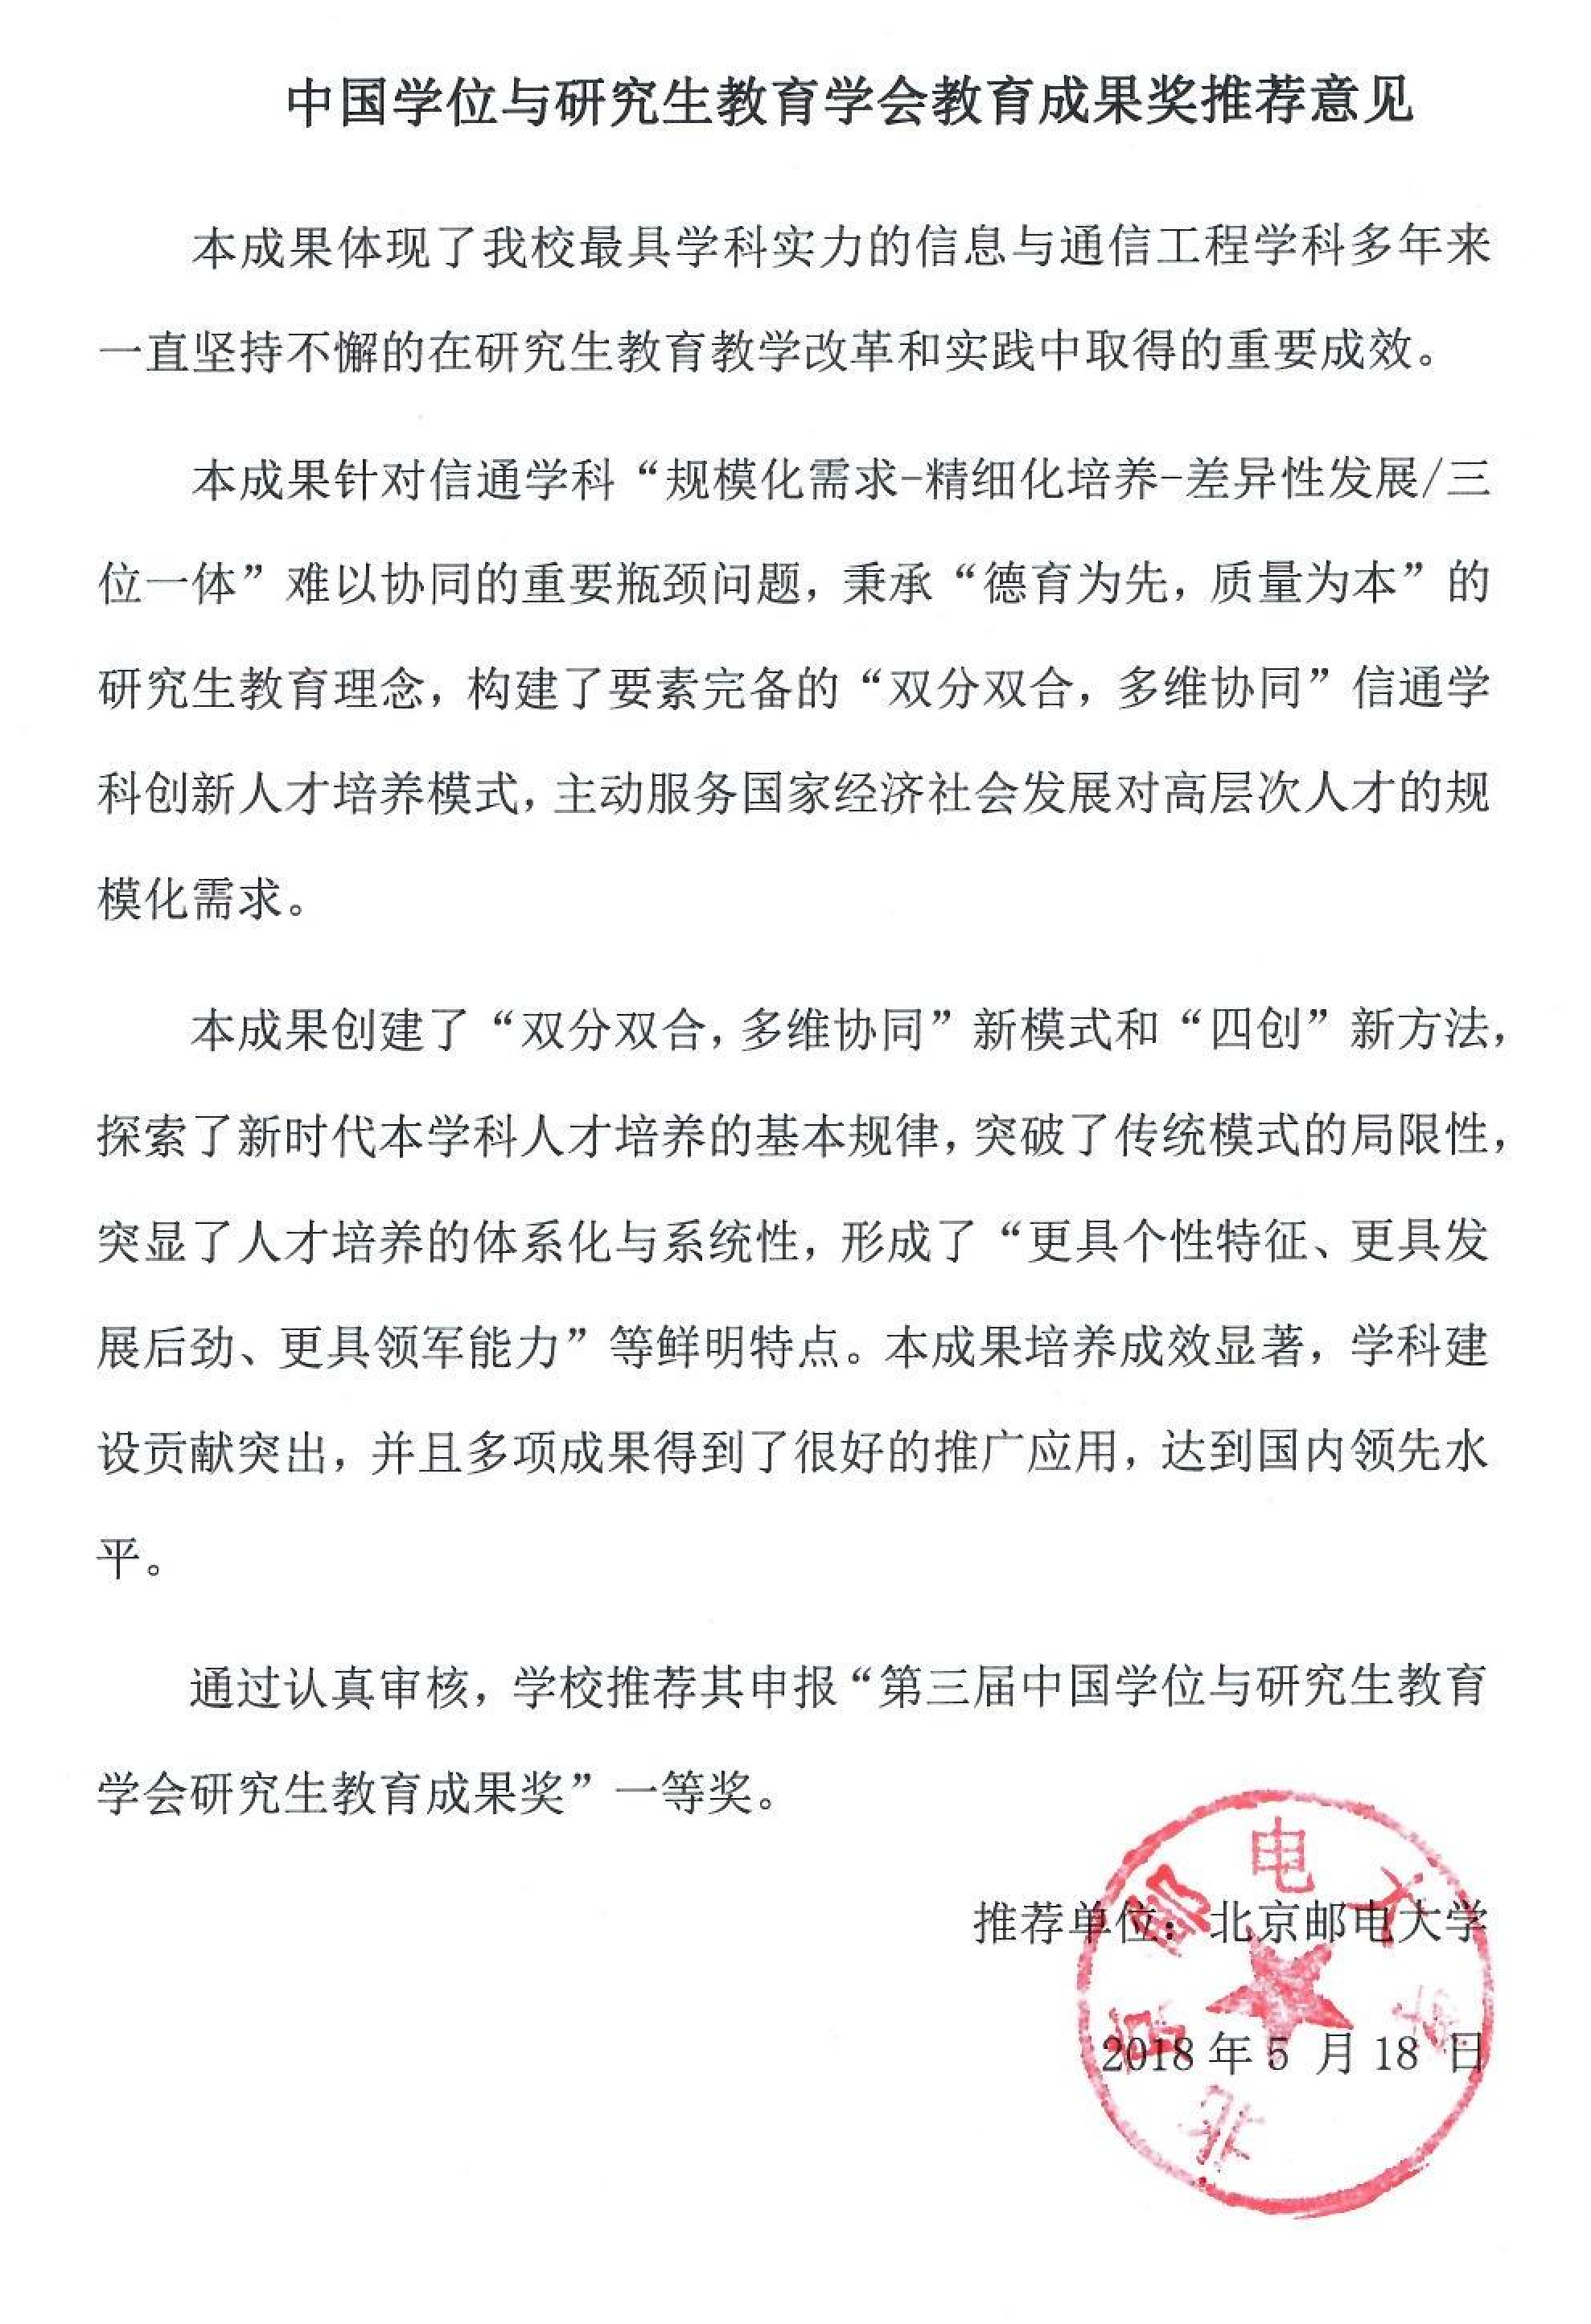 中国学位与研究生教育学会教育成果奖推荐意见
本成果体现了我校最具学科实力的信息与通信工程学科多年来
一直坚持不懈的在研究生教育教学改革和实践中取得的重要成效。
本成果针对信通学科“规模化需求-精细化培养-差异性发展/三
位一体”难以协同的重要瓶颈问题，秉承“德育为先，质量为本”的
研究生教育理念，构建了要素完备的“双分双合，多维协同”信通学
科创新人才培养模式，主动服务国家经济社会发展对高层次人才的规
模化需求。
本成果创建了“双分双合，多维协同”新模式和“四创”新方法，
探索了新时代本学科人才培养的基本规律，突破了传统模式的局限性，
突显了人才培养的体系化与系统性，形成了“更具个性特征、更具发
展后劲、更具领军能力”等鲜明特点。本成果培养成效显著，学科建
设贡献突出，并且多项成果得到了很好的推广应用，达到国内领先水
平。
通过认真审核，学校推荐其申报“第三届中国学位与研究生教育
学会研究生教育成果奖”一等奖。
推荐单位：北京邮电大学
2018年5 月18 日
北京邮电大学